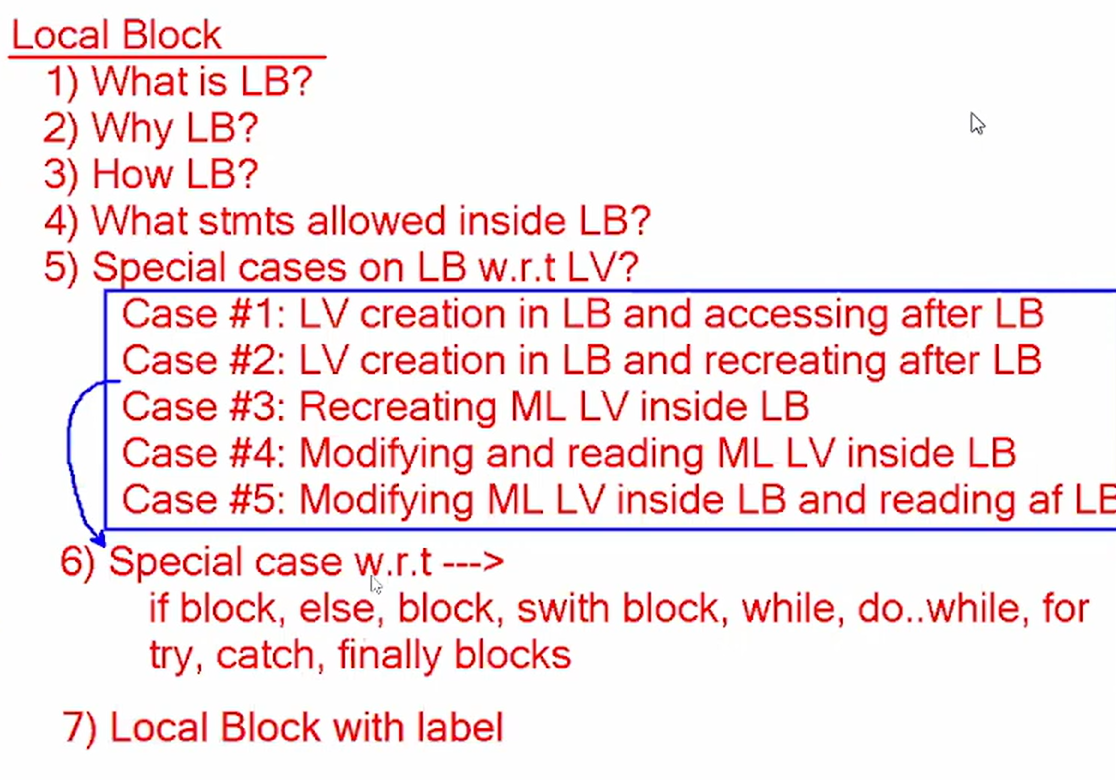 Local Block
1) What is LB?
2) Why LB?
3) How LB?
4) What stmts allowed inside LB?
5) Special cases on LB w.r.t LV?
Case #1: LV creation in LB and accessing after LB
Case #2: LV creation in LB and recreating after LB
Case #3: Recreating ML LV inside LB
Case #4: Modifying and reading ML LV inside LB
Case #5: Modifying ML LV inside LB and reading af LB
6) Special case w.r.t --->
if block, else, block, swith block, while, do..while, for
try, catch, finally blocks
7) Local Block with label